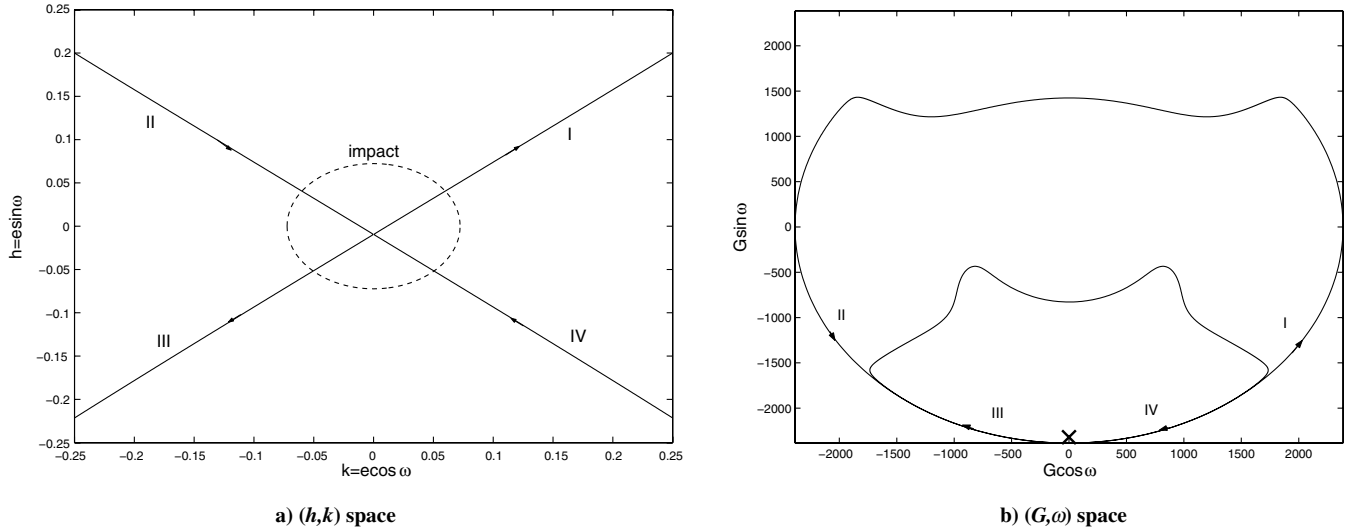 0.25
0.2
0.15
0.1
0.05
0
−0.05
−0.1
−0.15
−0.2
−0.25
−0.25
−0.2
−0.15
−0.1
−0.05
0
0.05
0.1
0.15
0.2
0.25
h=esinω
k=ecosω
II
I
impact
III
IV
a) (h,k) space
2000
1500
1000
500
0
−500
−1000
−1500
−2000
−2000
−1500
−1000
−500
0
500
1000
1500
2000
Gsinω
Gcosω
II
I
III
IV
b) (G,ω) space